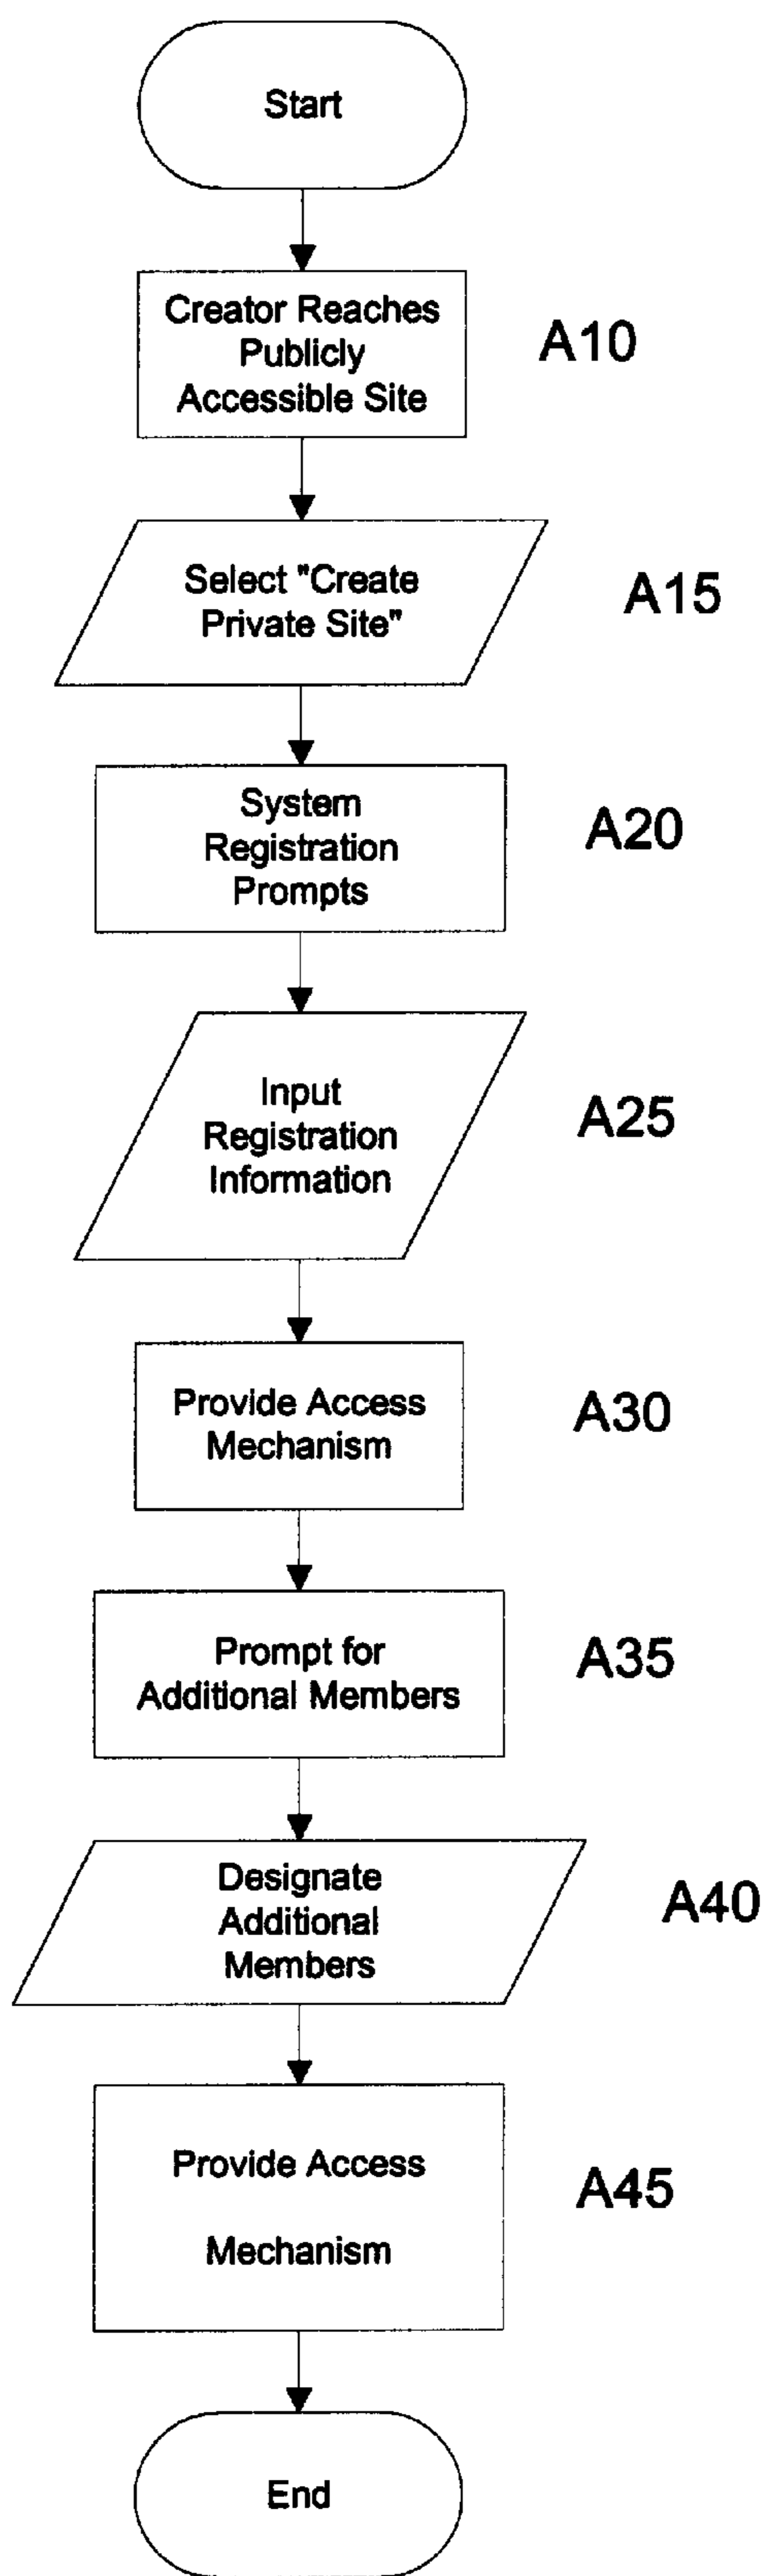 Start
Creator Reaches
Publicly
Accessible Site
A10
Select "Create
Private Site"
A15
System
Registration
Prompts
A20
Input
Registration
Information
A25
Provide Access
Mechanism
A30
Prompt for
Additional Members
A35
Designate
Additional
Members
A40
Provide Access
Mechanism
A45
End